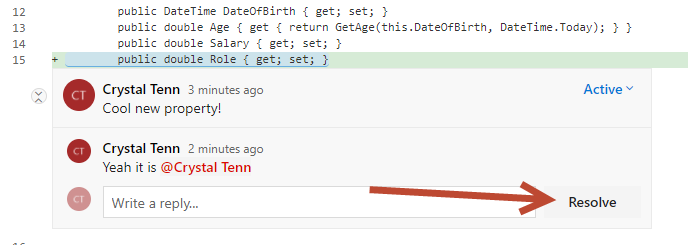 12 public DateTime DateOfBirth { get; set; }
13 public double Age { get { return GetAge(this.DateOfBirth, DateTime.Today); } }
14 public double Salary { get; set; }
15 + public double Role { get; set; }
CT Crystal Tenn 3 minutes ago Active
Cool new property!
CT Crystal Tenn 2 minutes ago
Yeah it is @Crystal Tenn
CT Write a reply... Resolve